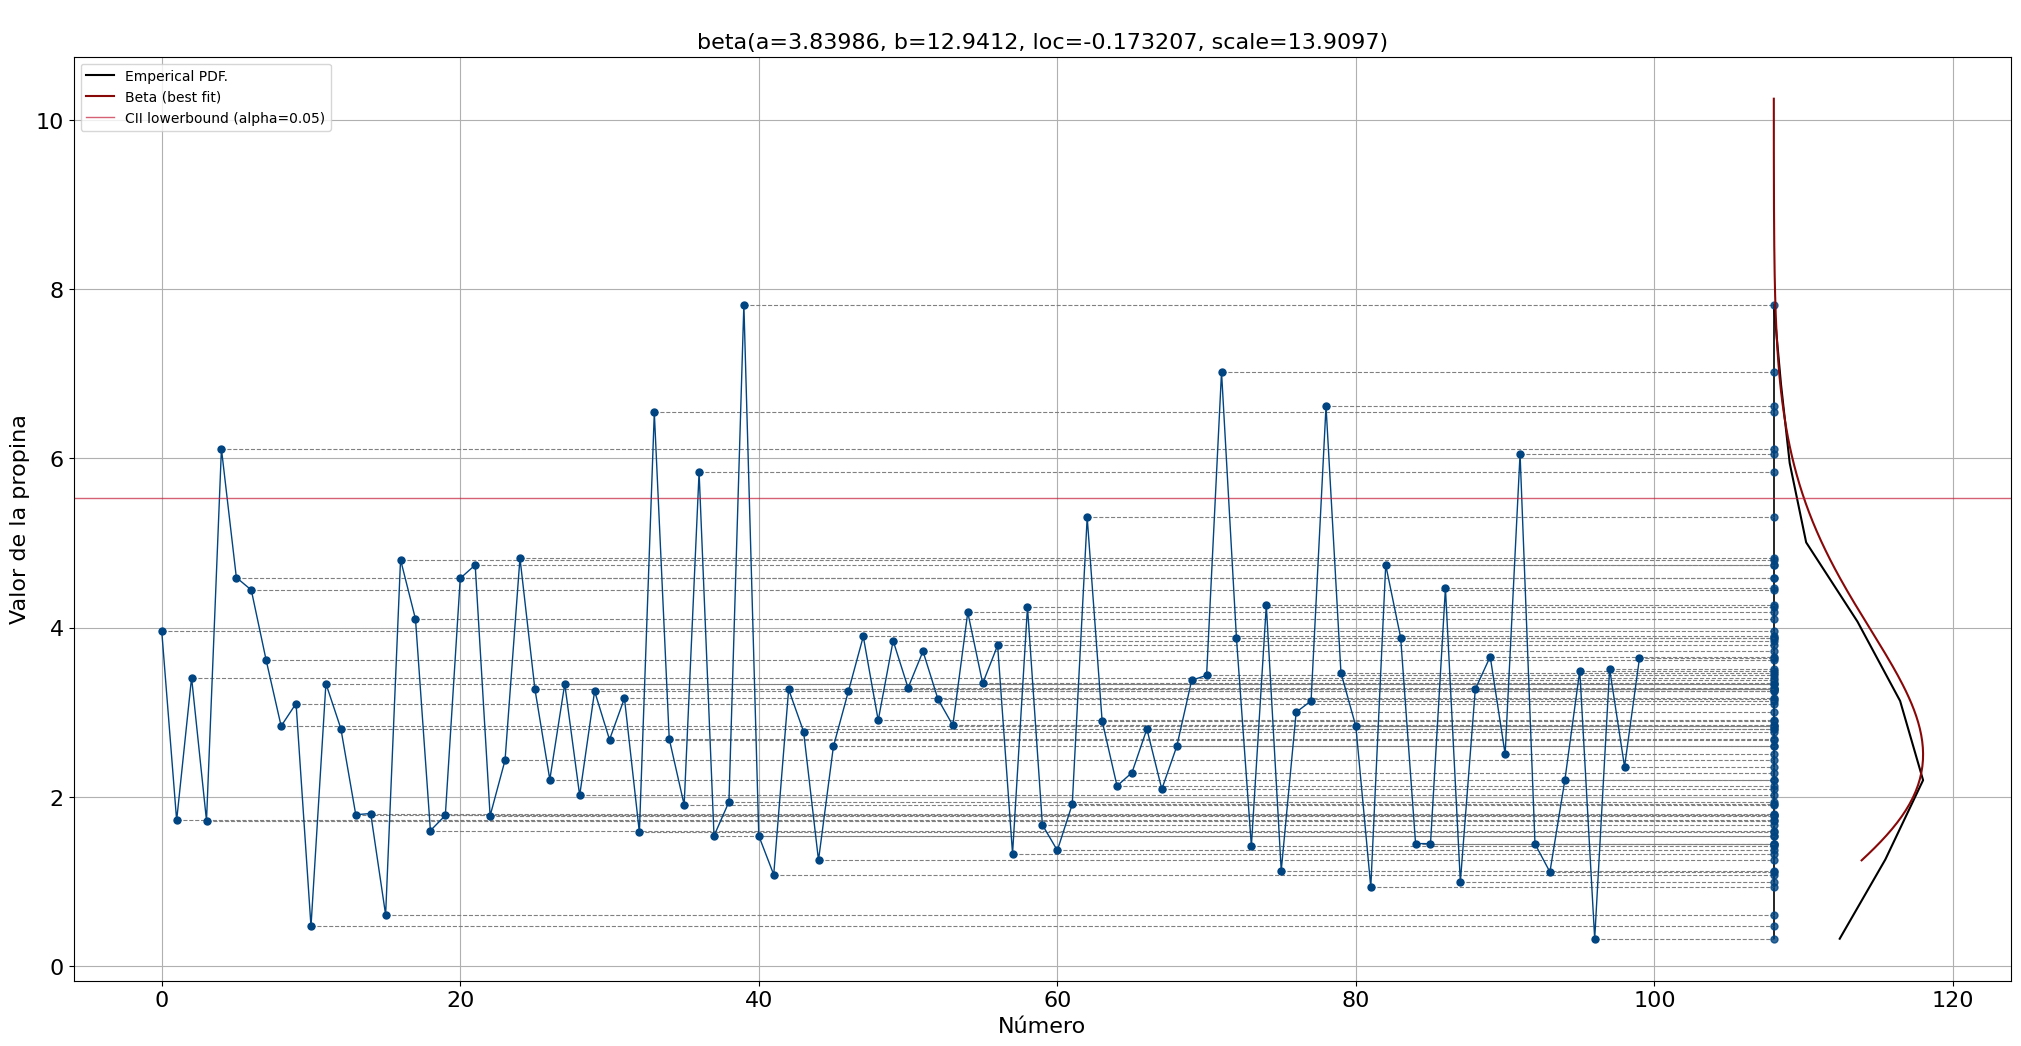 beta(a=3.83986, b=12.9412, loc=-0.173207, scale=13.9097)
Emperical PDF.
Beta (best fit)
CII lowerbound (alpha=0.05)
10
8
6
4
2
0
Valor de la propina
0 20 40 60 80 100 120
Número